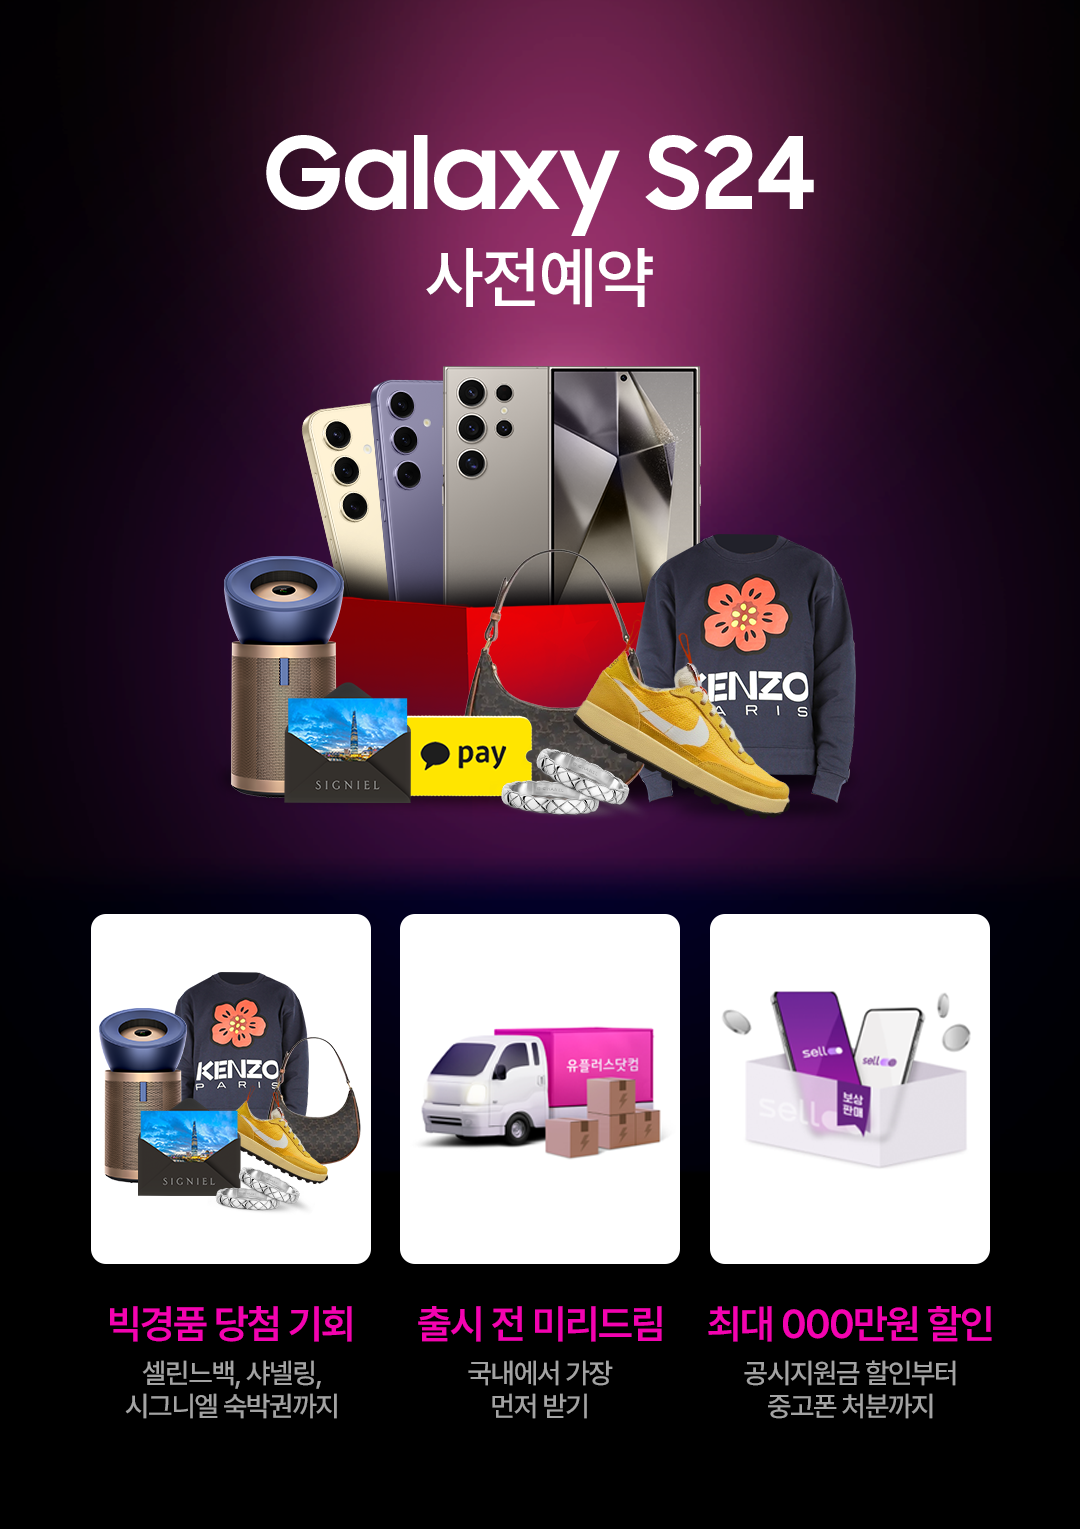 Galaxy S24
사전예약
KENZO
PARIS
pay
SIGNIEL
KENZO
PARIS
SIGNIEL
유플러스닷컴
sell
sell
sell
보상
판매
빅경품 당첨 기회
셀린느백, 샤넬링,
시그니엘 숙박권까지
출시 전 미리드림
국내에서 가장
먼저 받기
최대 000만원 할인
공시지원금 할인부터
중고폰 처분까지